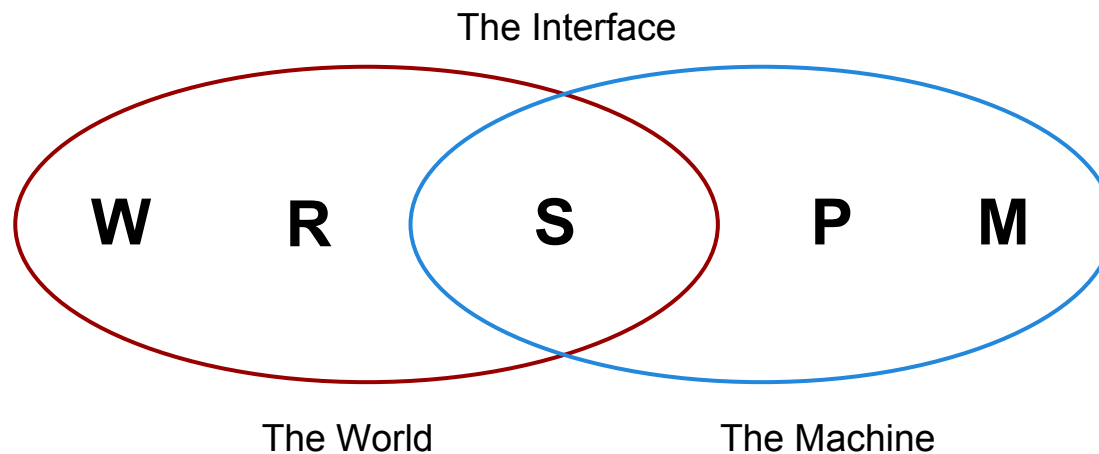 The Interface
W R S P M
The World The Machine